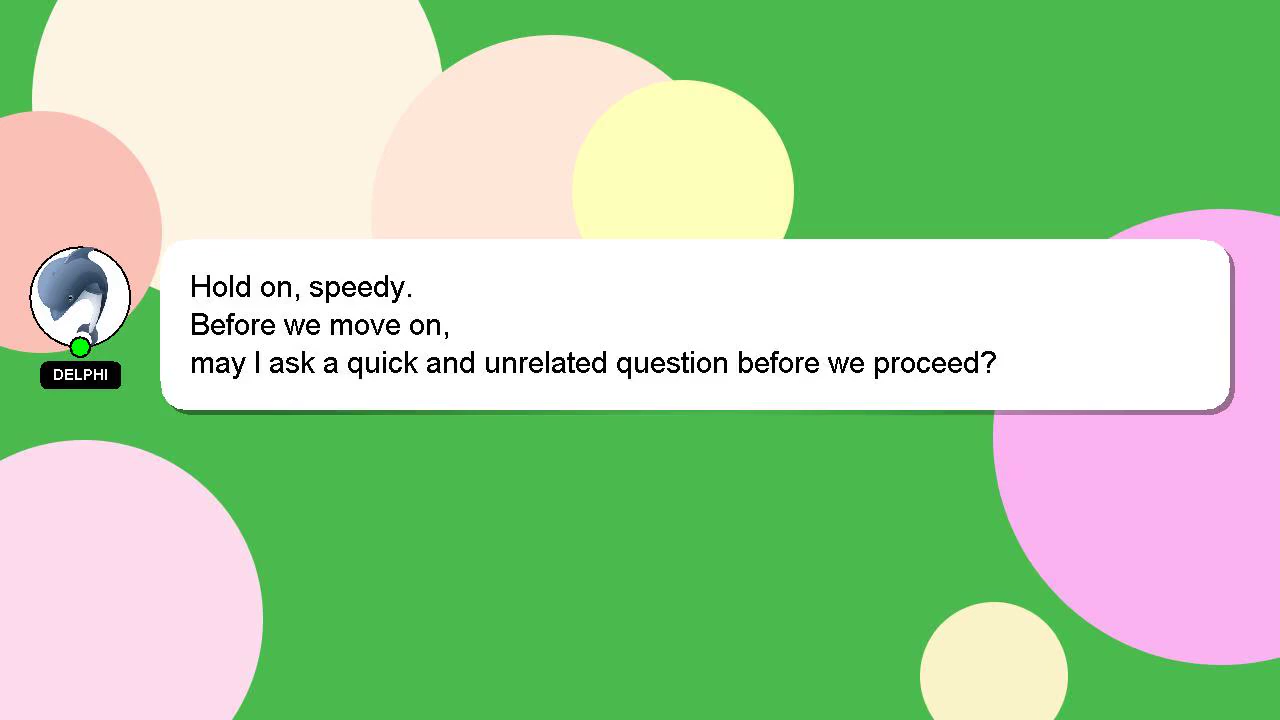 Hold on, speedy.
Before we move on,
may I ask a quick and unrelated question before we proceed?
DELPHI